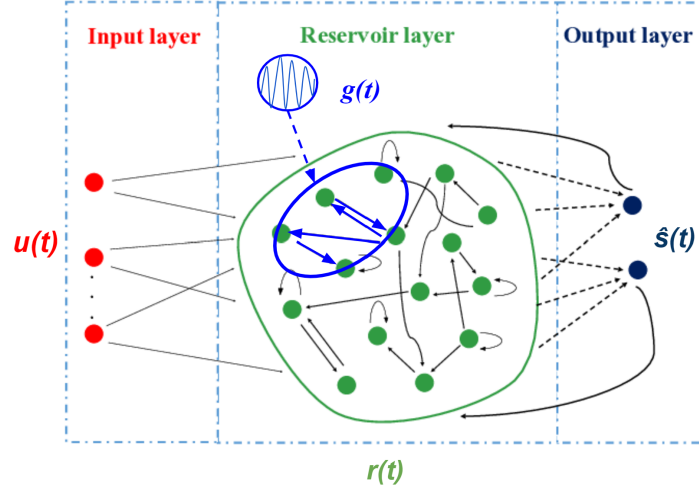 Input layer
Reservoir layer
Output layer
g(t)
u(t)
ŝ(t)
r(t)